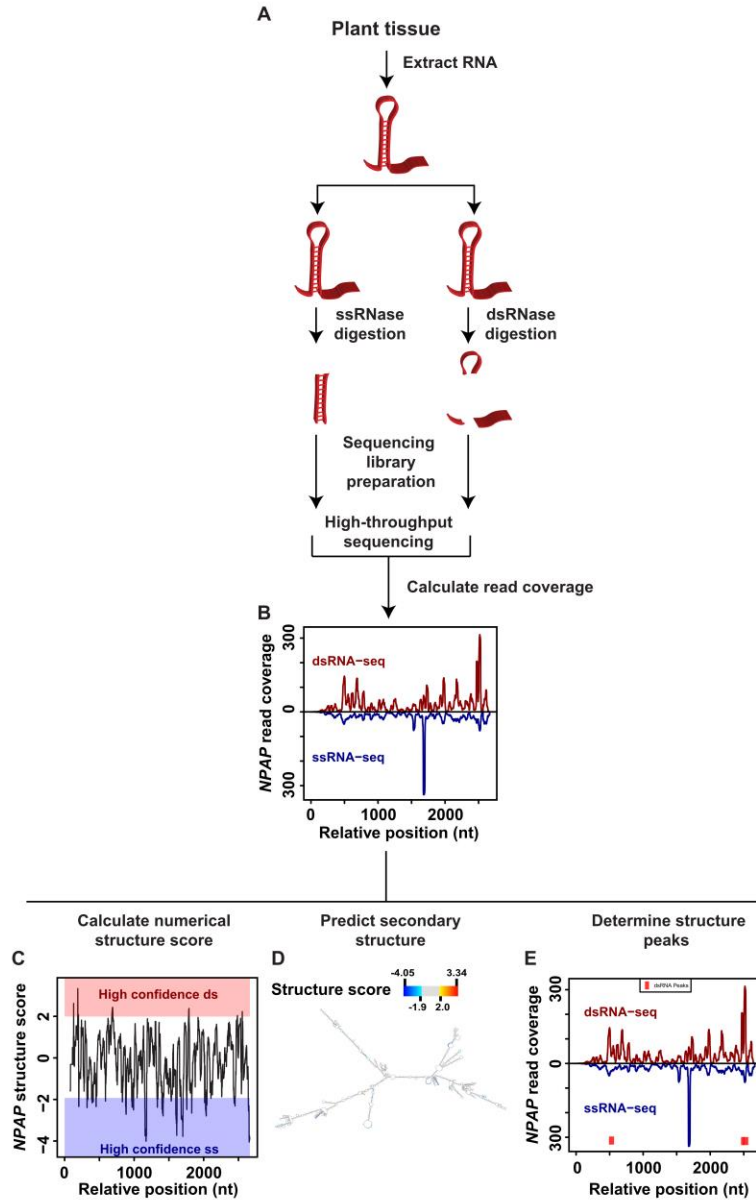 A
Plant tissue
Extract RNA
ssRNase
digestion
dsRNase
digestion
Sequencing
library
preparation
High-throughput
sequencing
Calculate read coverage
B
NPAP read coverage
300
0
300
dsRNA-seq
ssRNA-seq
0 1000 2000
Relative position (nt)
Calculate numerical
structure score
C
NPAP structure score
2
0
-2
-4
High confidence ds
High confidence ss
0 1000 2000
Relative position (nt)
Predict secondary
structure
D
-4.05 3.34
Structure score
-1.9 2.0
Determine structure
peaks
E
NPAP read coverage
300
0
300
dsRNA Peaks
dsRNA-seq
ssRNA-seq
0 1000 2000
Relative position (nt)